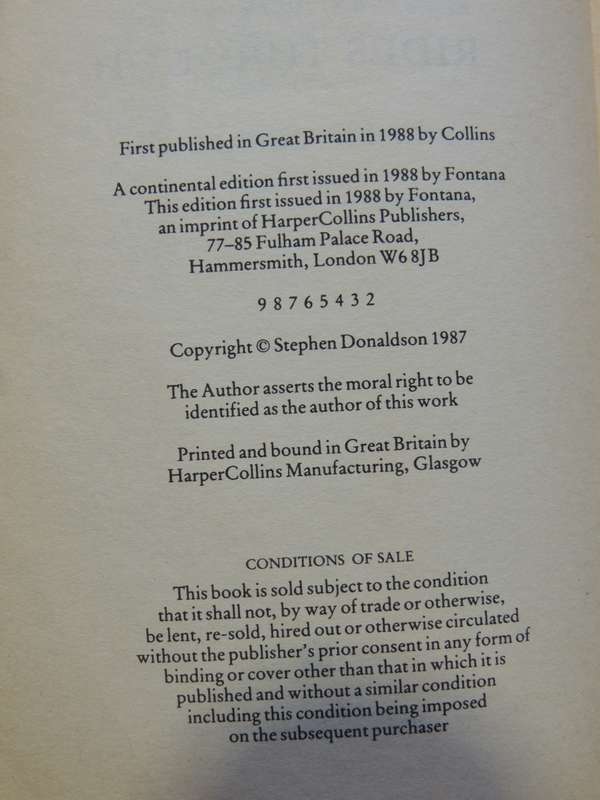 First published in Great Britain in 1988 by Collins
A continental edition first issued in 1988 by Fontana
This edition first issued in 1988 by Fontana,
an imprint of HarperCollins Publishers,
77–85 Fulham Palace Road,
Hammersmith, London W6 8JB
9 8 7 6 5 4 3 2
Copyright © Stephen Donaldson 1987
The Author asserts the moral right to be
identified as the author of this work
Printed and bound in Great Britain by
HarperCollins Manufacturing, Glasgow
CONDITIONS OF SALE
This book is sold subject to the condition
that it shall not, by way of trade or otherwise,
be lent, re-sold, hired out or otherwise circulated
without the publisher's prior consent in any form of
binding or cover other than that in which it is
published and without a similar condition
including this condition being imposed
on the subsequent purchaser